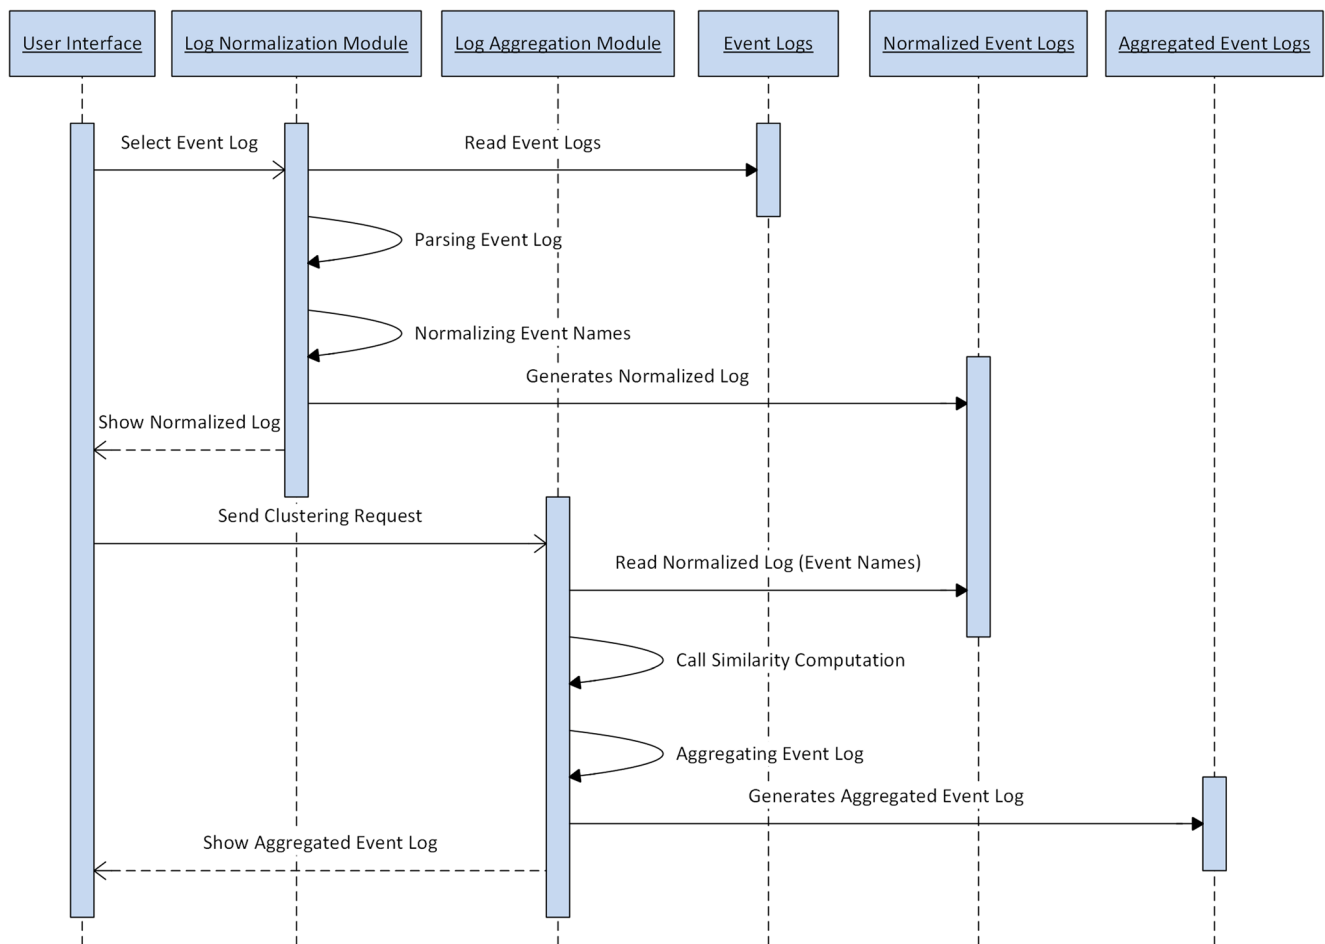 User Interface
Log Normalization Module
Log Aggregation Module
Event Logs
Normalized Event Logs
Aggregated Event Logs
Select Event Log
Read Event Logs
Parsing Event Log
Normalizing Event Names
Generates Normalized Log
Show Normalized Log
Send Clustering Request
Read Normalized Log (Event Names)
Call Similarity Computation
Aggregating Event Log
Generates Aggregated Event Log
Show Aggregated Event Log